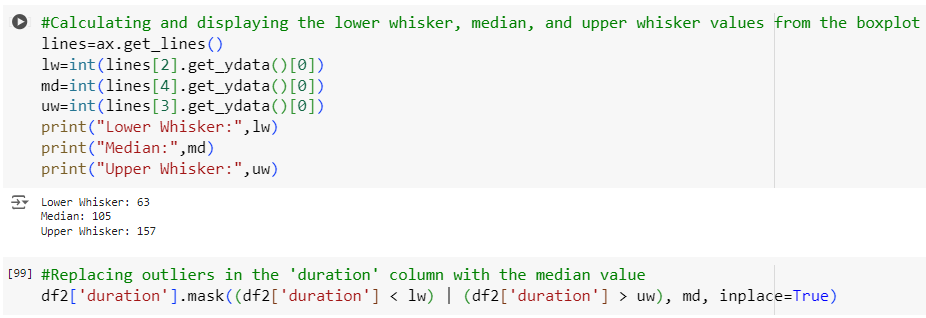 #Calculating and displaying the lower whisker, median, and upper whisker values from the boxplot
lines=ax.get_lines()
lw=int(lines[2].get_ydata()[0])
md=int(lines[4].get_ydata()[0])
uw=int(lines[3].get_ydata()[0])
print("Lower Whisker:",lw)
print("Median:",md)
print("Upper Whisker:",uw)
Lower Whisker: 63
Median: 105
Upper Whisker: 157
[99] #Replacing outliers in the 'duration' column with the median value
df2['duration'].mask((df2['duration'] < lw) | (df2['duration'] > uw), md, inplace=True)